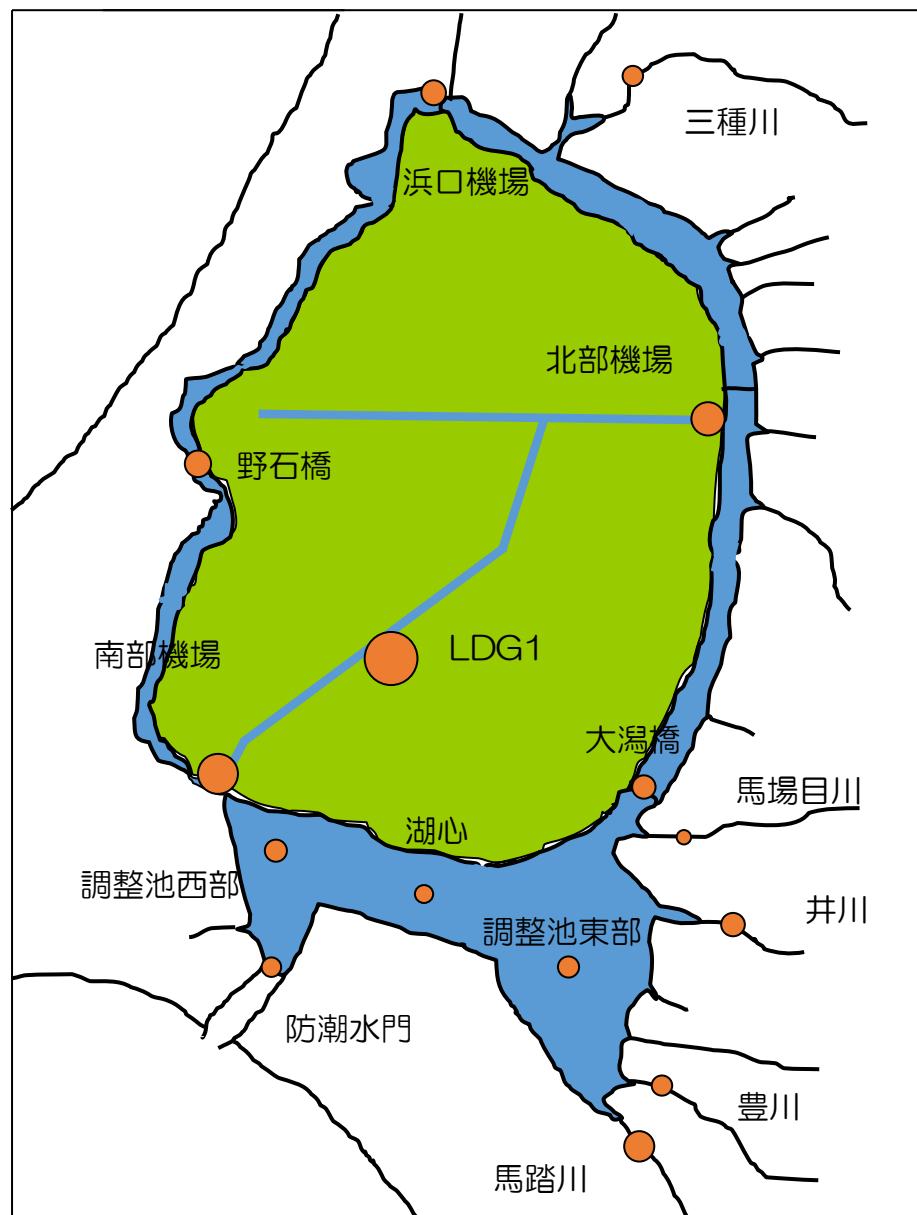 三種川
浜口機場
北部機場
野石橋
南部機場
LDG1
大潟橋
馬場目川
湖心
調整池西部
井川
調整池東部
防潮水門
豊川
馬踏川